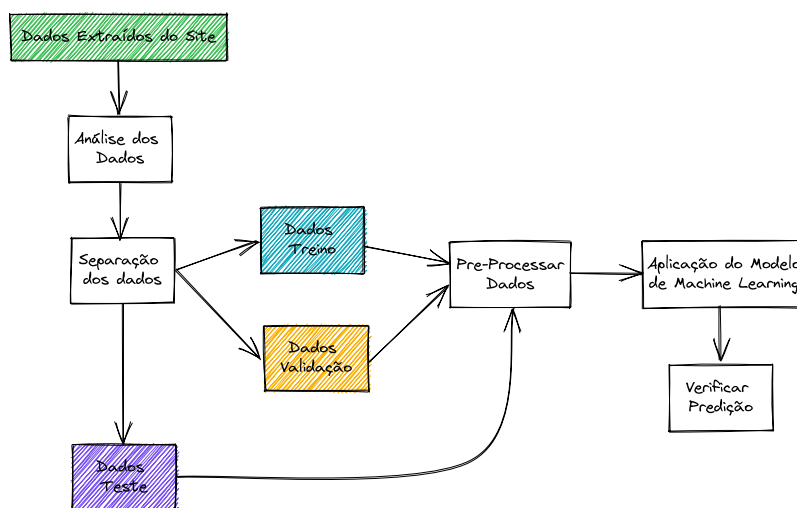 Dados Extraídos do Site
Análise dos
Dados
Separação
dos dados
Dados
Treino
Dados
Validação
Dados
Teste
Pre-Processar
Dados
Aplicação do Modelo
de Machine Learning
Verificar
Predição